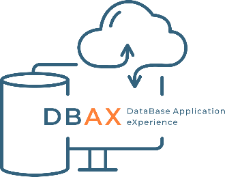 DBAX
DataBase Application
eXperience